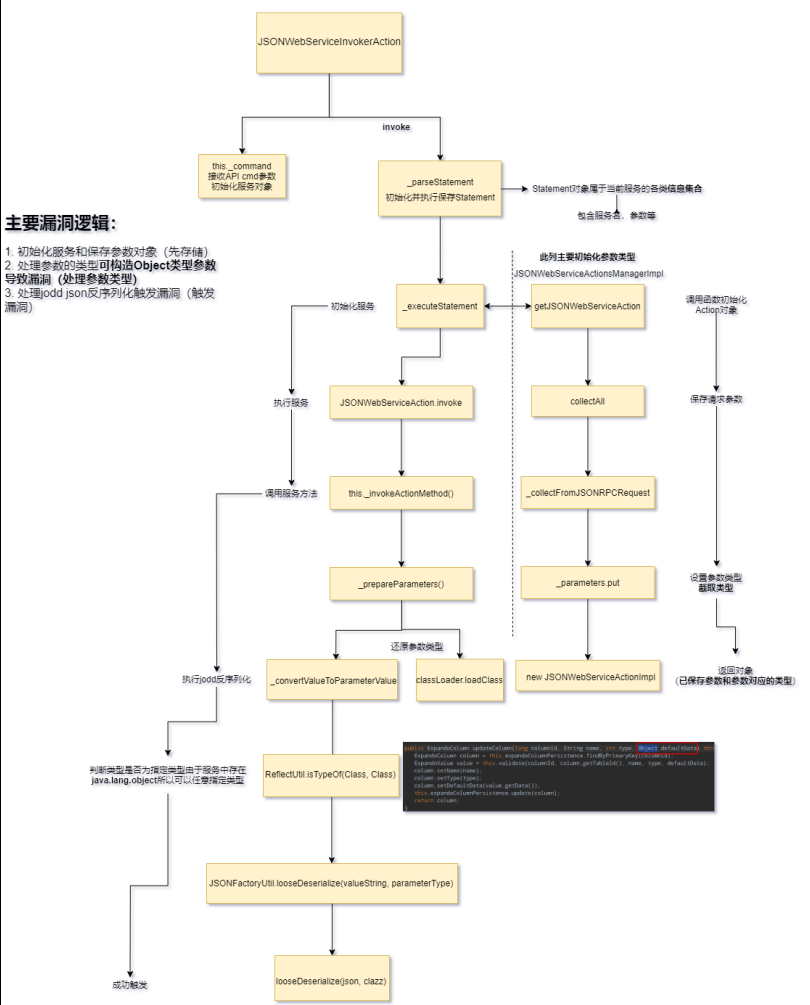 JSONWebServiceInvokerAction
invoke
this._command
接收API cmd参数
初始化服务对象
_parseStatement
初始化并执行保存Statement
Statement对象属于当前服务的各类信息集合
包含服务名，参数等
主要漏洞逻辑：
1. 初始化服务和保存参数对象（先存储）
2. 处理参数的类型可构造Object类型参数
导致漏洞（处理参数类型）
3. 处理jodd json反序列化触发漏洞（触发
漏洞）
此列主要初始化参数类型
JSONWebServiceActionsManagerImpl
初始化服务
_executeStatement
getJSONWebServiceAction
调用函数初始化
Action对象
执行服务
JSONWebServiceAction.invoke
collectAll
保存请求参数
调用服务方法
this._invokeActionMethod()
_collectFromJSONRPCRequest
_prepareParameters()
_parameters.put
设置参数类型
截取类型
还原参数类型
执行jodd反序列化
_convertValueToParameterValue
classLoader.loadClass
new JSONWebServiceActionImpl
返回对象
（已保存参数和参数对应的类型）
判断类型是否为指定类型由于服务中存在
java.lang.object所以可以任意指定类型
ReflectUtil.isTypeOf(Class, Class)
public ExpandoColumn updateColumn(long columnId, String name, int type, Object defaultData) thr
ExpandoColumn column = this.expandoColumnPersistence.findByPrimaryKey(columnId);
ExpandoValue value = this.validate(columnId, column.getTableId(), name, type, defaultData);
column.setName(name);
column.setType(type);
column.setDefaultData(value.getData());
this.expandoColumnPersistence.update(column);
return column;
}
JSONFactoryUtil.looseDeserialize(valueString, parameterType)
looseDeserialize(json, clazz)
成功触发